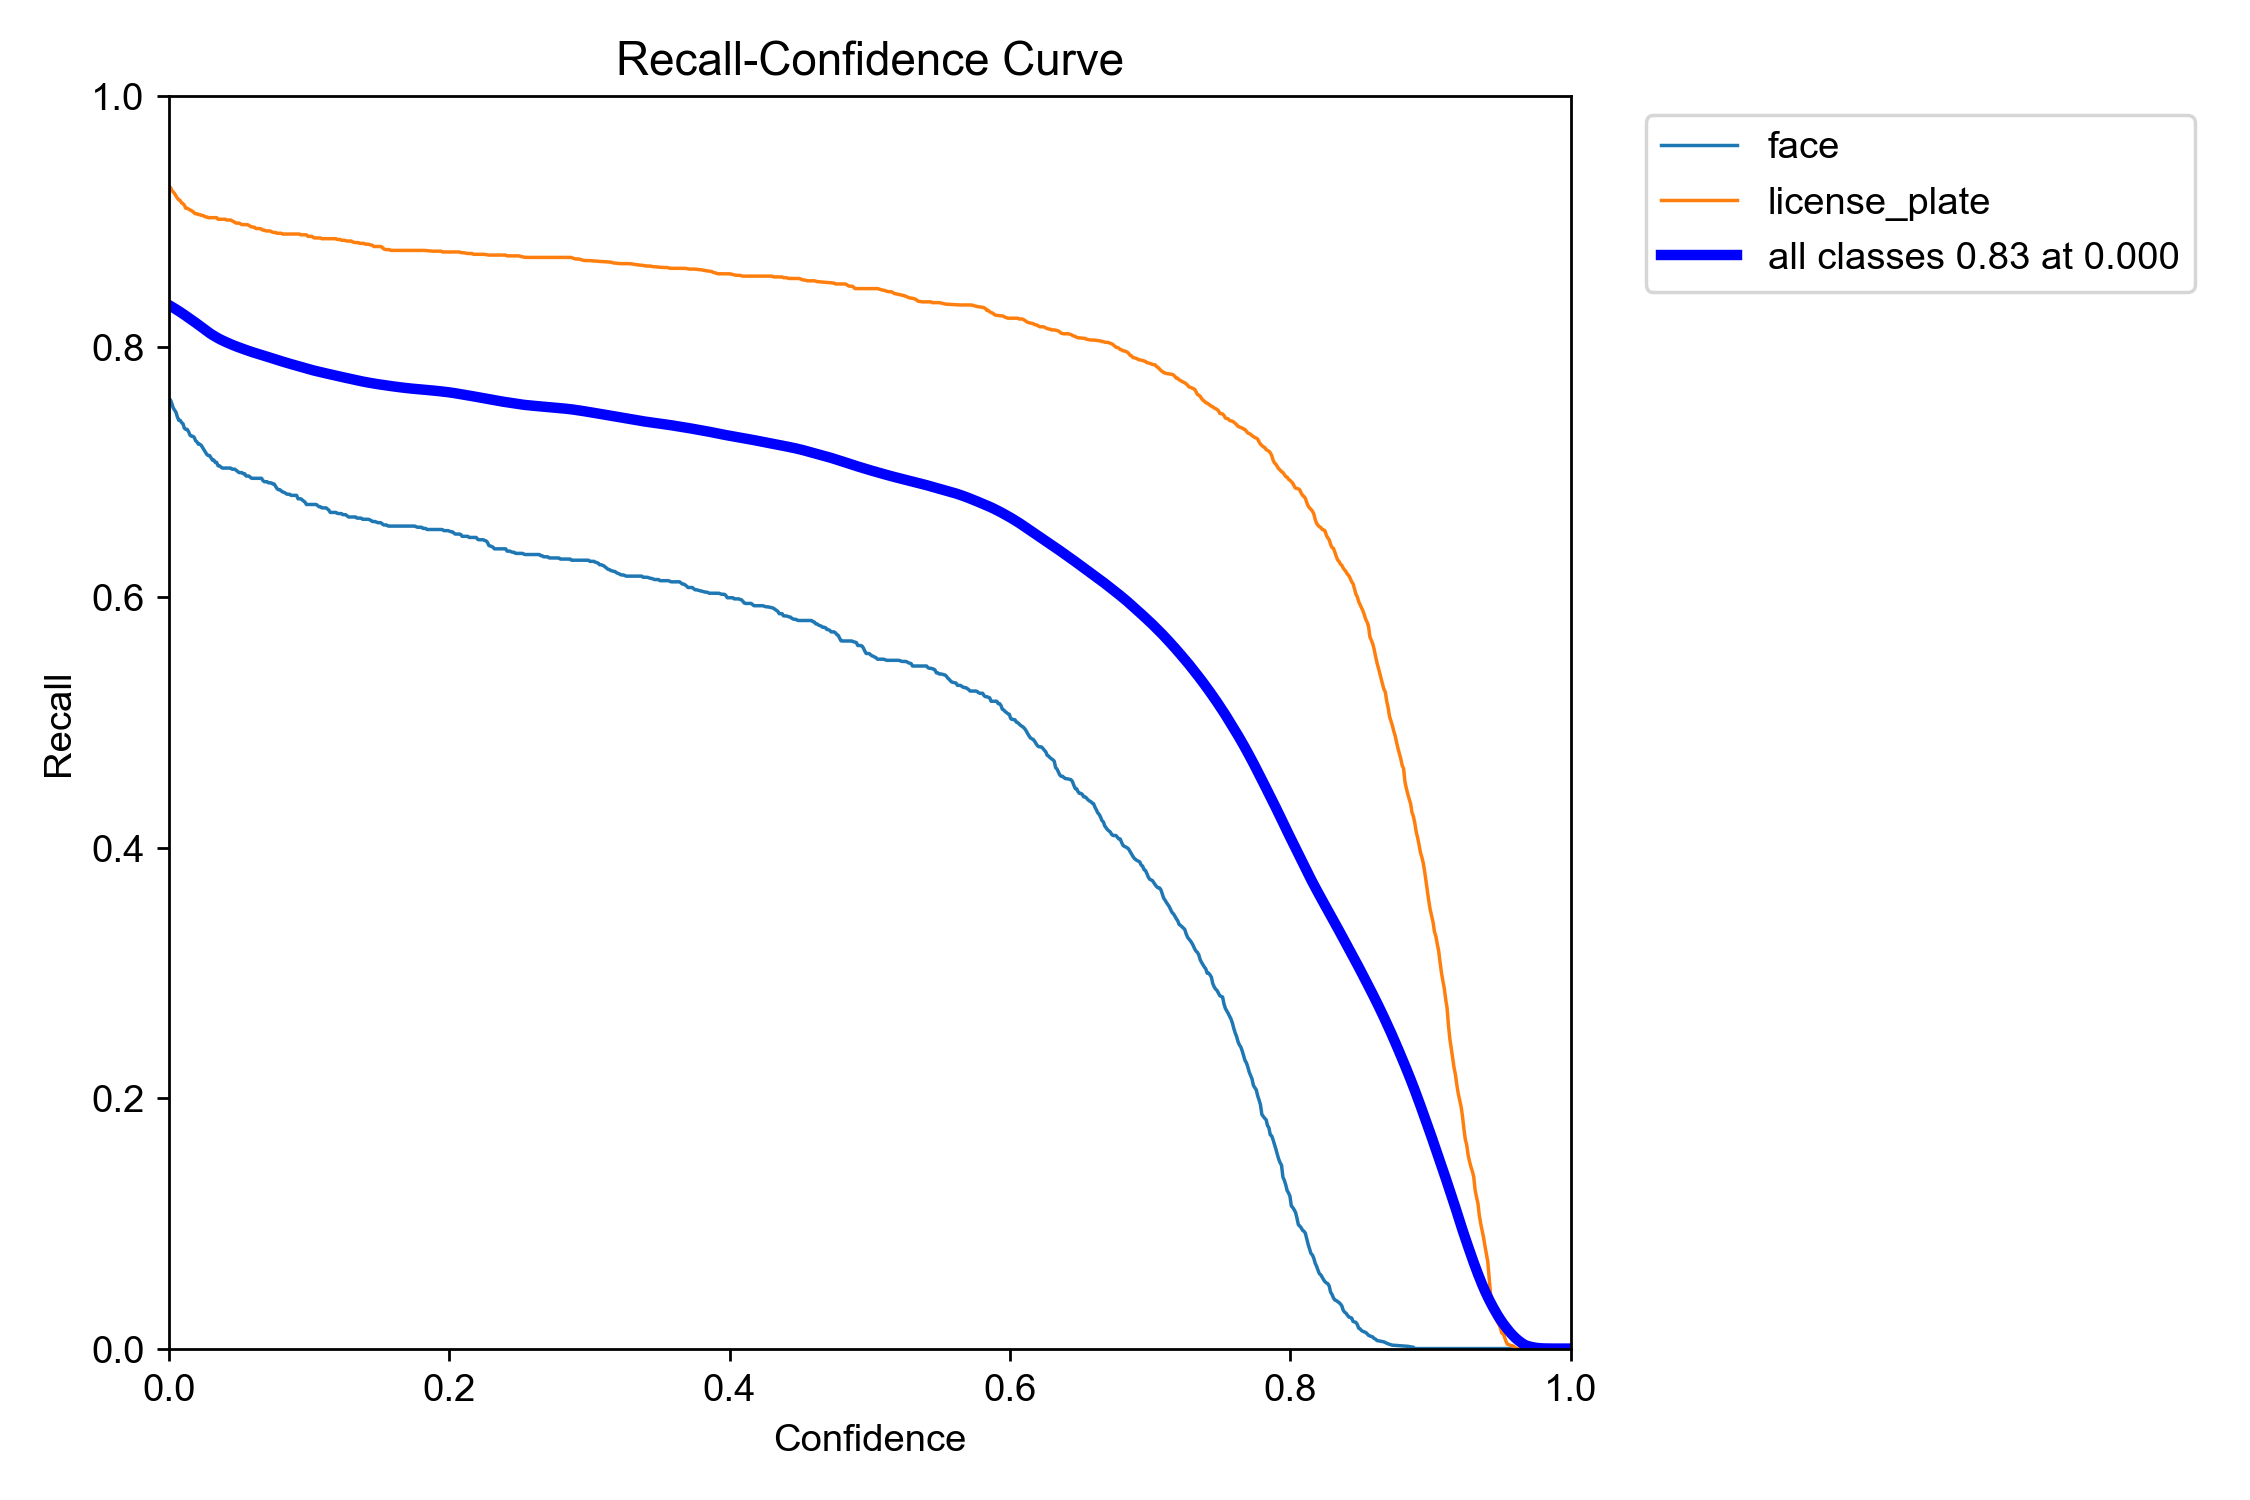 Recall-Confidence Curve
1.0
0.8
0.6
0.4
0.2
0.0
Recall
0.0 0.2 0.4 0.6 0.8 1.0
Confidence
face
license_plate
all classes 0.83 at 0.000